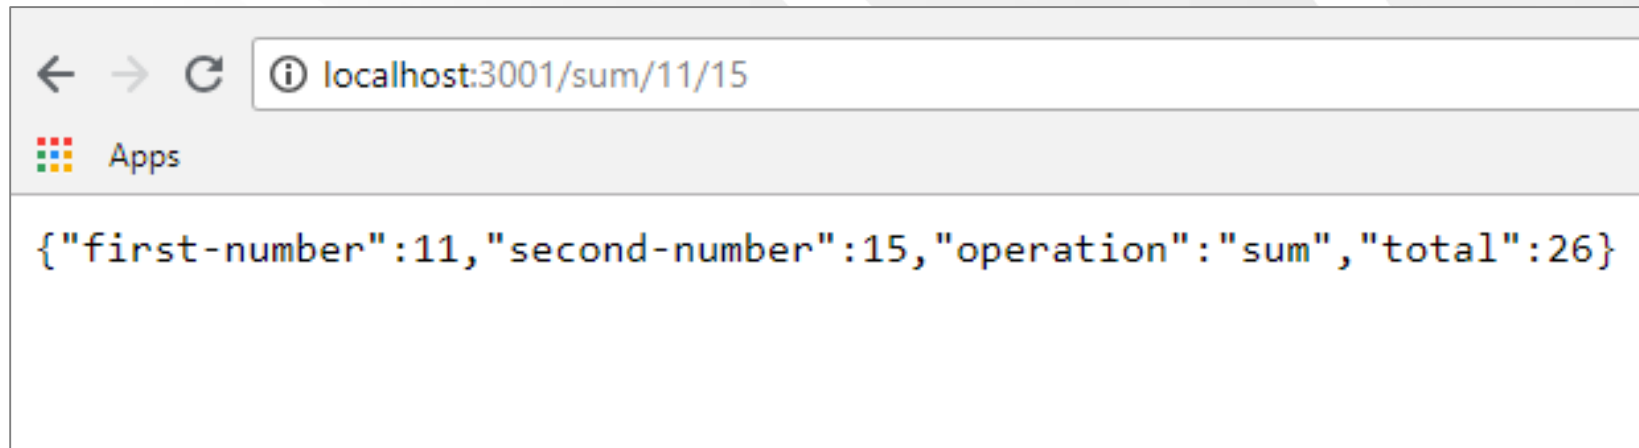 localhost:3001/sum/11/15
Apps
{"first-number":11,"second-number":15,"operation":"sum","total":26}